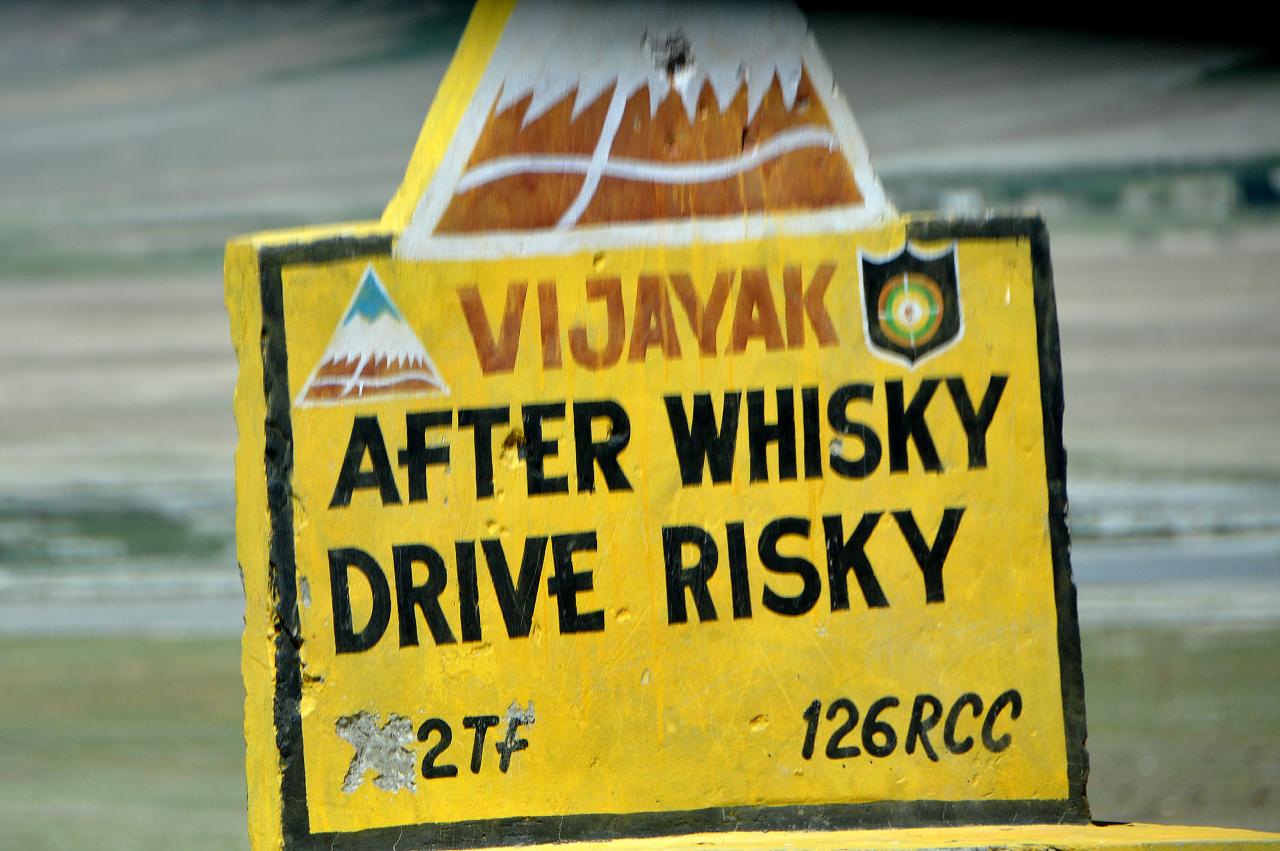 VIJAYAK
AFTER WHISKY
DRIVE RISKY
2TF
126RCC